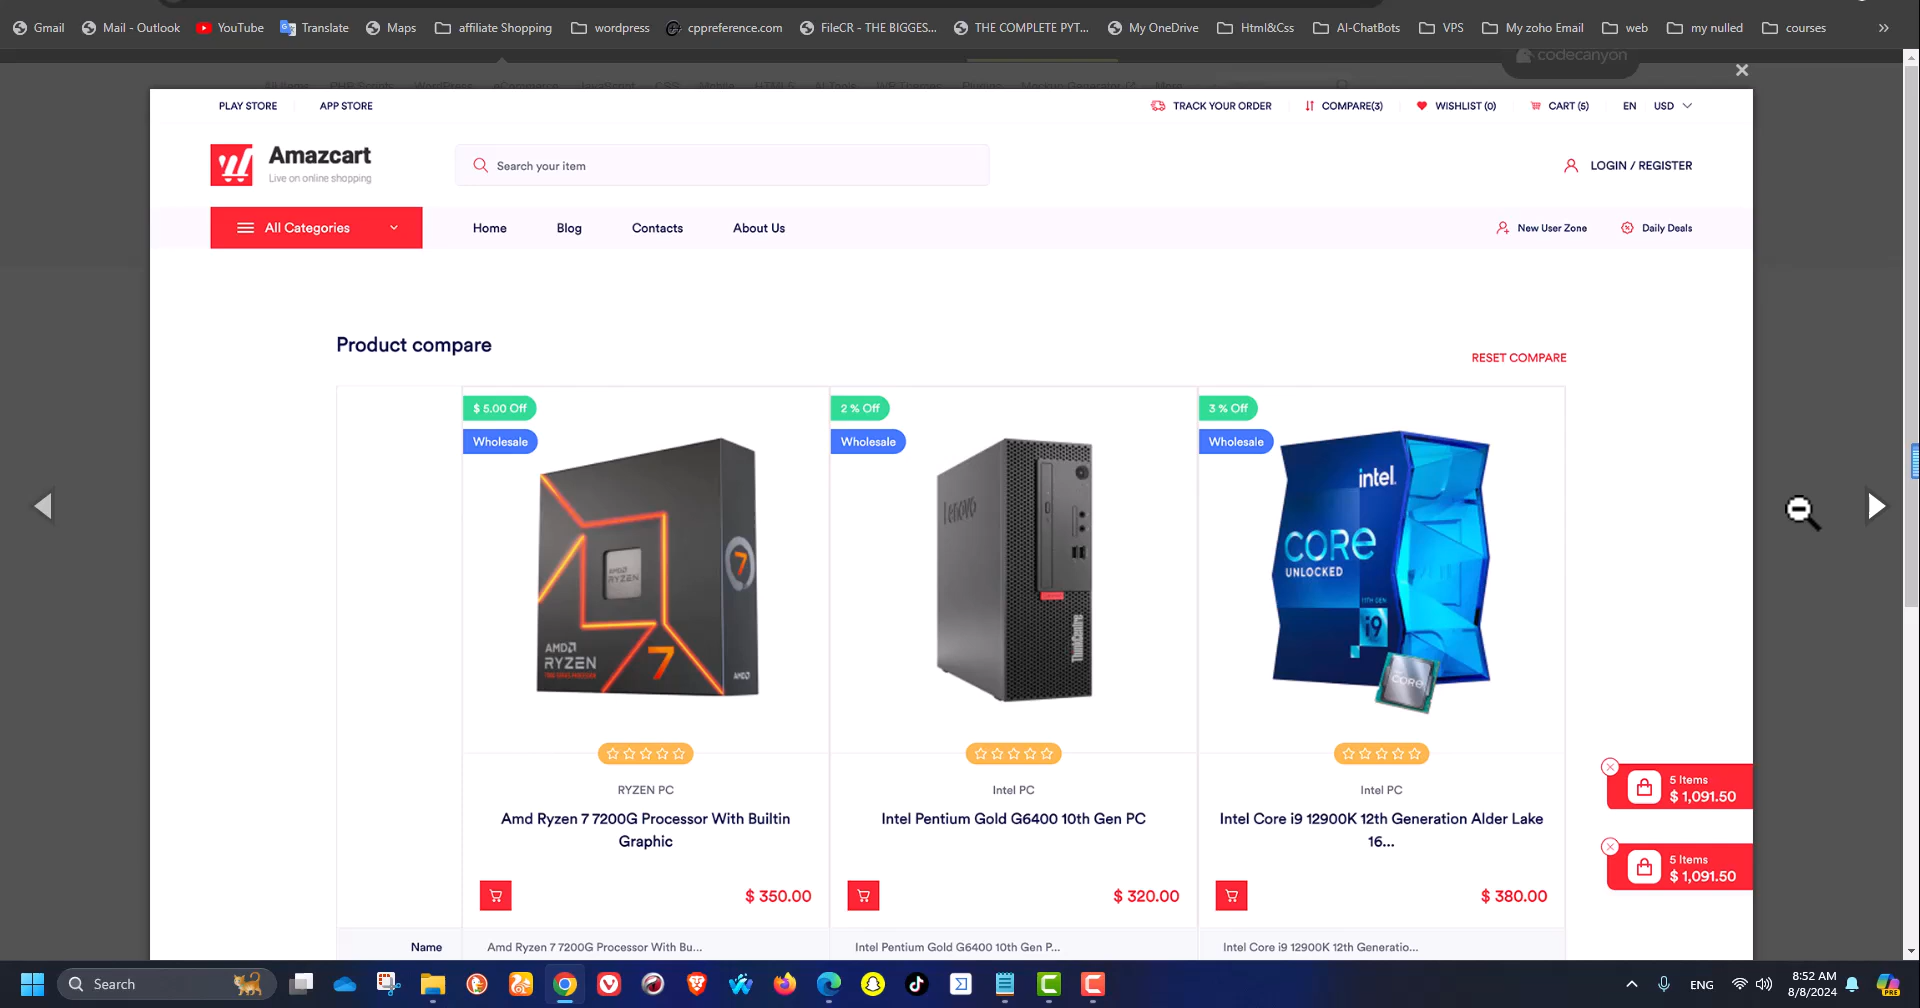 Gmail Mail - Outlook YouTube Translate Maps affiliate Shopping wordpress cppreference.com FileCR - THE BIGGES... THE COMPLETE PYT... My OneDrive Html&Css AI-ChatBots VPS My zoho Email web my nulled courses »
codecanyon
PLAY STORE APP STORE TRACK YOUR ORDER COMPARE(3) WISHLIST (0) CART (5) EN USD
Amazcart
Live on online shopping
Search your item
LOGIN / REGISTER
All Categories Home Blog Contacts About Us New User Zone Daily Deals
Product compare
RESET COMPARE
$ 5.00 Off 2 % Off 3 % Off
Wholesale Wholesale Wholesale
AMD RYZEN
7
AMD
RYZEN
7
AMD
Lenovo
ThinkCentre
intel.
CORE
UNLOCKED
11TH GEN
i9
CORE
RYZEN PC Intel PC Intel PC
Amd Ryzen 7 7200G Processor With Builtin
Graphic
Intel Pentium Gold G6400 10th Gen PC
Intel Core i9 12900K 12th Generation Alder Lake
16...
$ 350.00 $ 320.00 $ 380.00
5 Items
$ 1,091.50
5 Items
$ 1,091.50
Name Amd Ryzen 7 7200G Processor With Bu... Intel Pentium Gold G6400 10th Gen P... Intel Core i9 12900K 12th Generatio...
Search
ENG
8:52 AM
8/8/2024
PRE